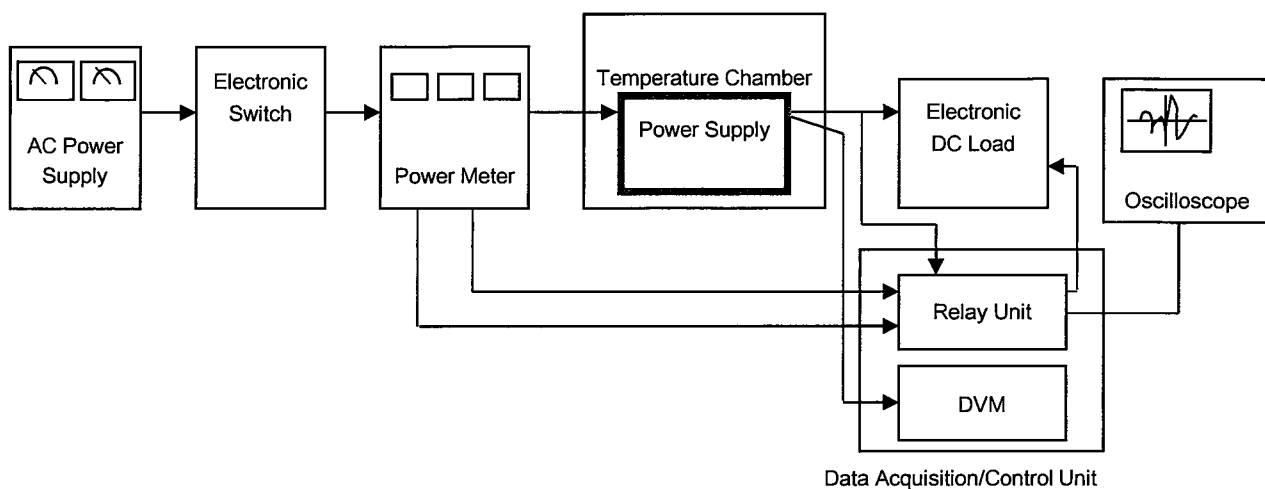 AC Power
Supply
Electronic
Switch
Power Meter
Temperature Chamber
Power Supply
Electronic
DC Load
Oscilloscope
Relay Unit
DVM
Data Acquisition/Control Unit